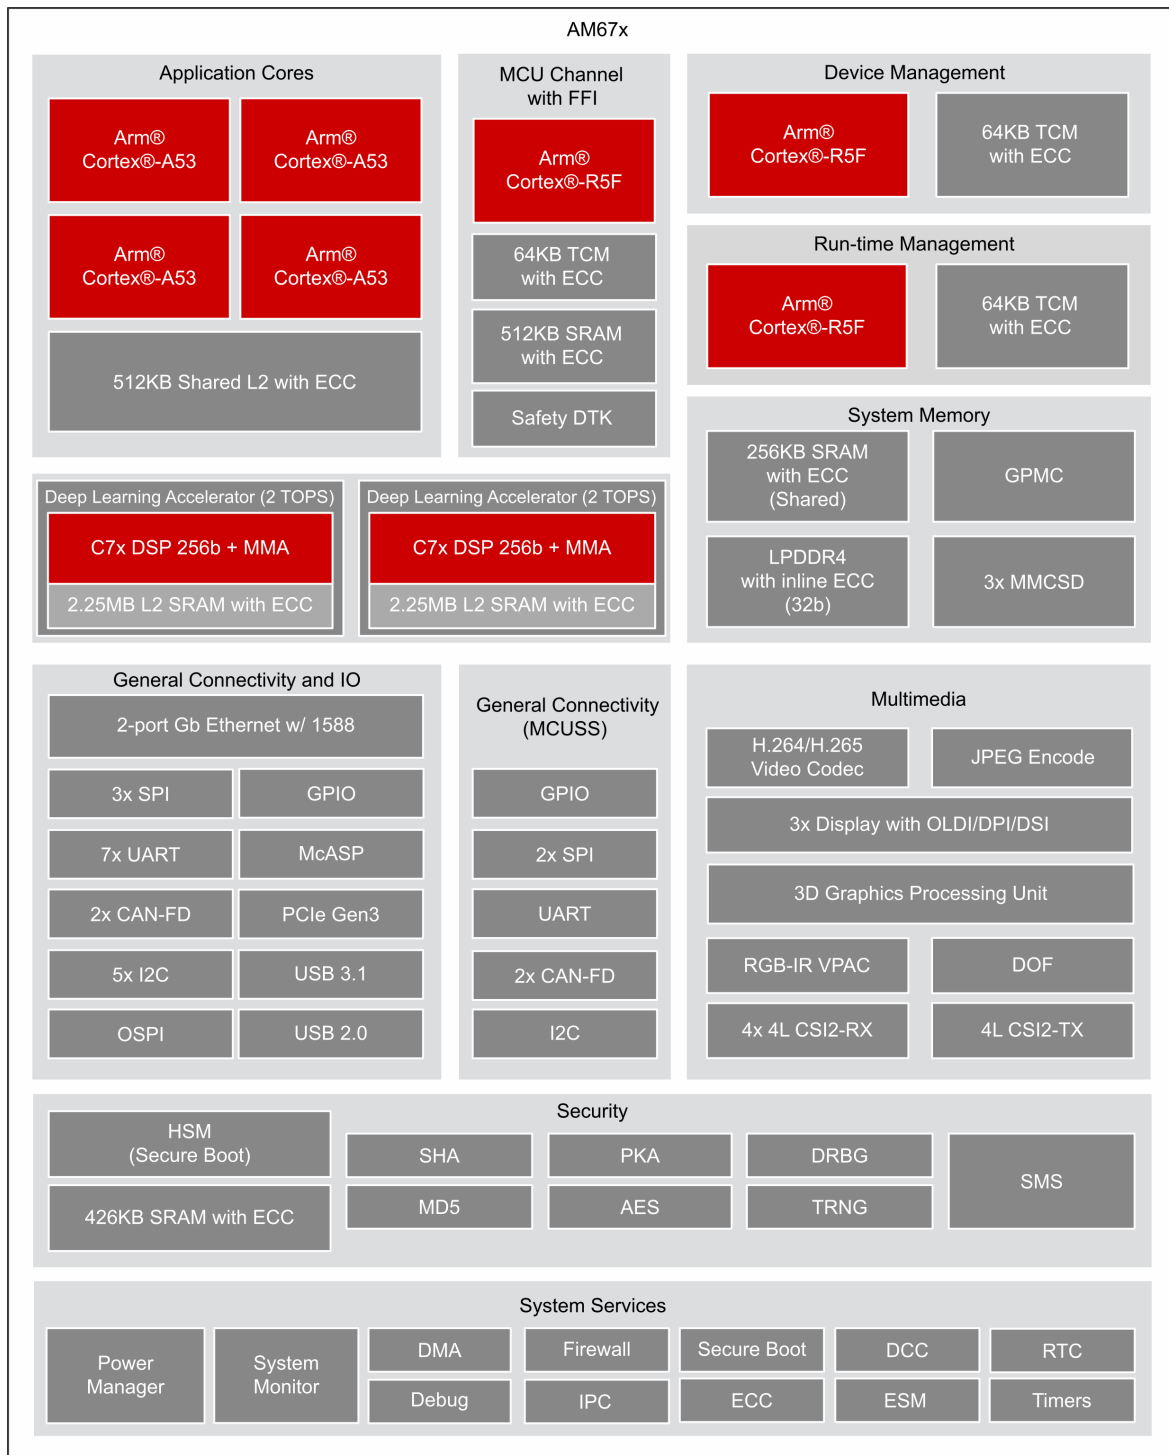 AM67x
Application Cores
Arm®
Cortex®-A53
Arm®
Cortex®-A53
Arm®
Cortex®-A53
Arm®
Cortex®-A53
512KB Shared L2 with ECC
MCU Channel
with FFI
Arm®
Cortex®-R5F
64KB TCM
with ECC
512KB SRAM
with ECC
Safety DTK
Device Management
Arm®
Cortex®-R5F
64KB TCM
with ECC
Run-time Management
Arm®
Cortex®-R5F
64KB TCM
with ECC
System Memory
256KB SRAM
with ECC
(Shared)
GPMC
LPDDR4
with inline ECC
(32b)
3x MMCSD
Deep Learning Accelerator (2 TOPS)
C7x DSP 256b + MMA
2.25MB L2 SRAM with ECC
Deep Learning Accelerator (2 TOPS)
C7x DSP 256b + MMA
2.25MB L2 SRAM with ECC
General Connectivity and IO
2-port Gb Ethernet w/ 1588
3x SPI
GPIO
7x UART
McASP
2x CAN-FD
PCIe Gen3
5x I2C
USB 3.1
OSPI
USB 2.0
General Connectivity
(MCUSS)
GPIO
2x SPI
UART
2x CAN-FD
I2C
Multimedia
H.264/H.265
Video Codec
JPEG Encode
3x Display with OLDI/DPI/DSI
3D Graphics Processing Unit
RGB-IR VPAC
DOF
4x 4L CSI2-RX
4L CSI2-TX
Security
HSM
(Secure Boot)
426KB SRAM with ECC
SHA
PKA
DRBG
MD5
AES
TRNG
SMS
System Services
Power
Manager
System
Monitor
DMA
Firewall
Secure Boot
DCC
RTC
Debug
IPC
ECC
ESM
Timers